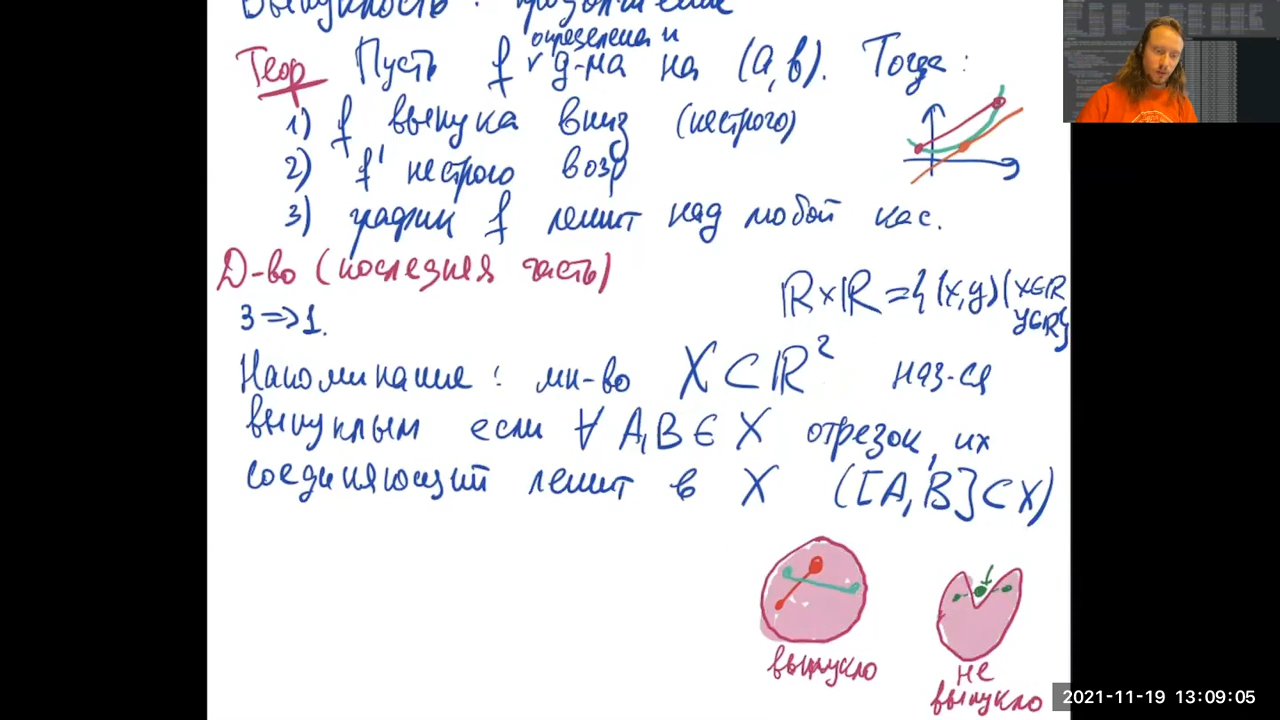 Выпуклость: продолжение
Теор Пусть f определена и д-ма на (a,b). Тогда:
1) f выпукла вниз (нестрого)
2) f' нестрого возр
3) график f лежит над любой кас.
Д-во (последняя часть)
3 => 1.
ℝ×ℝ = {(x,y) | x∈ℝ
y∈ℝ}
Напоминание: мн-во X ⊂ ℝ² наз-ся
выпуклым если ∀ A,B ∈ X отрезок, их
соединяющий лежит в X ([A,B] ⊂ X)
выпукло
не
выпукло
2021-11-19 13:09:05